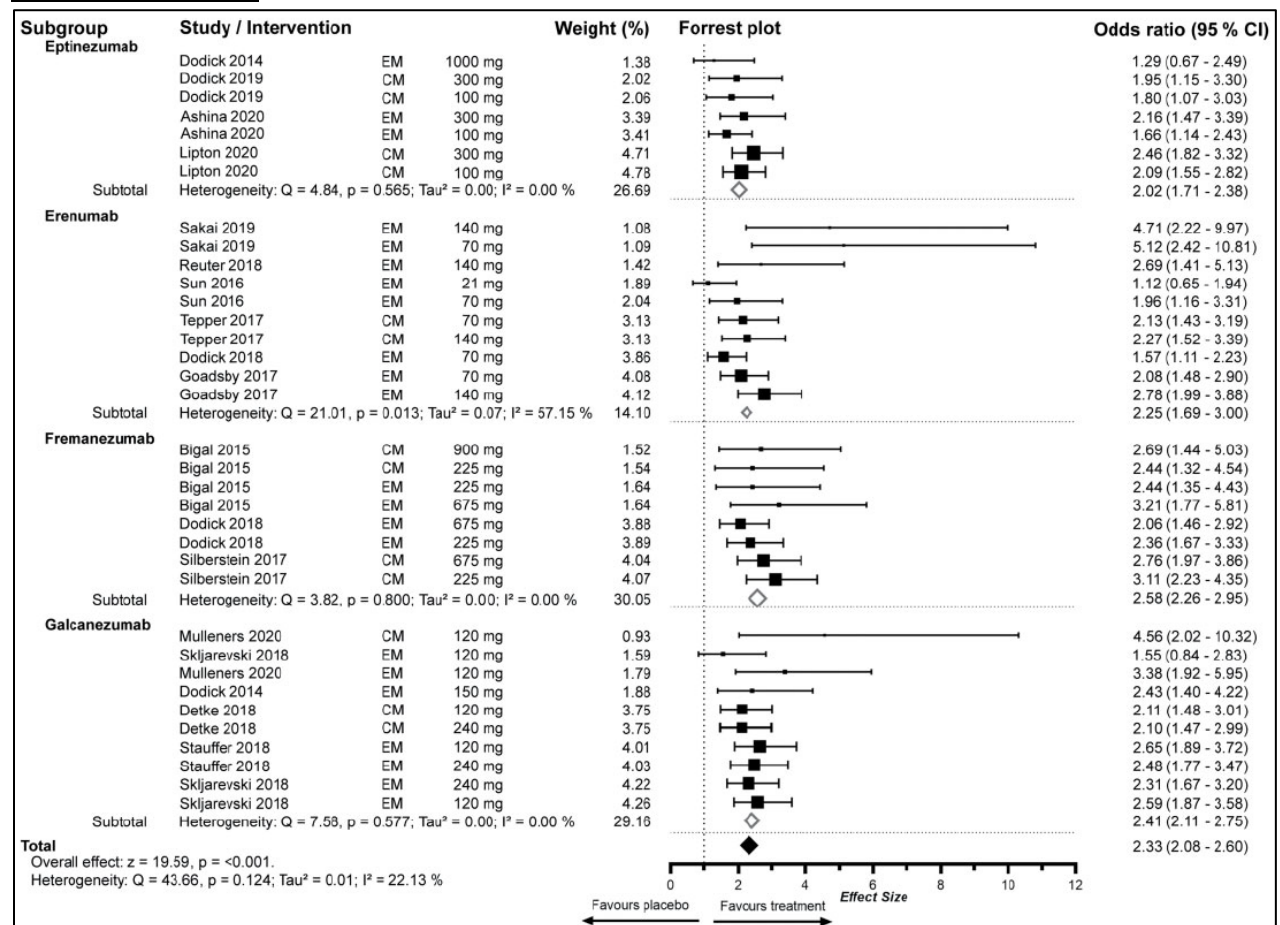 Subgroup Study / Intervention Weight (%) Forrest plot Odds ratio (95 % CI)
Eptinezumab
Dodick 2014 EM 1000 mg 1.38 1.29 (0.67 - 2.49)
Dodick 2019 CM 300 mg 2.02 1.95 (1.15 - 3.30)
Dodick 2019 CM 100 mg 2.06 1.80 (1.07 - 3.03)
Ashina 2020 EM 300 mg 3.39 2.16 (1.47 - 3.39)
Ashina 2020 EM 100 mg 3.41 1.66 (1.14 - 2.43)
Lipton 2020 CM 300 mg 4.71 2.46 (1.82 - 3.32)
Lipton 2020 CM 100 mg 4.78 2.09 (1.55 - 2.82)
Subtotal Heterogeneity: Q = 4.84, p = 0.565; Tau² = 0.00; I² = 0.00 % 26.69 2.02 (1.71 - 2.38)
Erenumab
Sakai 2019 EM 140 mg 1.08 4.71 (2.22 - 9.97)
Sakai 2019 EM 70 mg 1.09 5.12 (2.42 - 10.81)
Reuter 2018 EM 140 mg 1.42 2.69 (1.41 - 5.13)
Sun 2016 EM 21 mg 1.89 1.12 (0.65 - 1.94)
Sun 2016 EM 70 mg 2.04 1.96 (1.16 - 3.31)
Tepper 2017 CM 70 mg 3.13 2.13 (1.43 - 3.19)
Tepper 2017 CM 140 mg 3.13 2.27 (1.52 - 3.39)
Dodick 2018 EM 70 mg 3.86 1.57 (1.11 - 2.23)
Goadsby 2017 EM 70 mg 4.08 2.08 (1.48 - 2.90)
Goadsby 2017 EM 140 mg 4.12 2.78 (1.99 - 3.88)
Subtotal Heterogeneity: Q = 21.01, p = 0.013; Tau² = 0.07; I² = 57.15 % 14.10 2.25 (1.69 - 3.00)
Fremanezumab
Bigal 2015 CM 900 mg 1.52 2.69 (1.44 - 5.03)
Bigal 2015 CM 225 mg 1.54 2.44 (1.32 - 4.54)
Bigal 2015 EM 225 mg 1.64 2.44 (1.35 - 4.43)
Bigal 2015 EM 675 mg 1.64 3.21 (1.77 - 5.81)
Dodick 2018 EM 675 mg 3.88 2.06 (1.46 - 2.92)
Dodick 2018 EM 225 mg 3.89 2.36 (1.67 - 3.33)
Silberstein 2017 CM 675 mg 4.04 2.76 (1.97 - 3.86)
Silberstein 2017 CM 225 mg 4.07 3.11 (2.23 - 4.35)
Subtotal Heterogeneity: Q = 3.82, p = 0.800; Tau² = 0.00; I² = 0.00 % 30.05 2.58 (2.26 - 2.95)
Galcanezumab
Mulleners 2020 CM 120 mg 0.93 4.56 (2.02 - 10.32)
Skljarevski 2018 EM 120 mg 1.59 1.55 (0.84 - 2.83)
Mulleners 2020 EM 120 mg 1.79 3.38 (1.92 - 5.95)
Dodick 2014 EM 150 mg 1.88 2.43 (1.40 - 4.22)
Detke 2018 CM 120 mg 3.75 2.11 (1.48 - 3.01)
Detke 2018 CM 240 mg 3.75 2.10 (1.47 - 2.99)
Stauffer 2018 EM 120 mg 4.01 2.65 (1.89 - 3.72)
Stauffer 2018 EM 240 mg 4.03 2.48 (1.77 - 3.47)
Skljarevski 2018 EM 240 mg 4.22 2.31 (1.67 - 3.20)
Skljarevski 2018 EM 120 mg 4.26 2.59 (1.87 - 3.58)
Subtotal Heterogeneity: Q = 7.58, p = 0.577; Tau² = 0.00; I² = 0.00 % 29.16 2.41 (2.11 - 2.75)
Total 2.33 (2.08 - 2.60)
Overall effect: z = 19.59, p = <0.001.
Heterogeneity: Q = 43.66, p = 0.124; Tau² = 0.01; I² = 22.13 %
0 2 4 6 8 10 12
Effect Size
Favours placebo Favours treatment